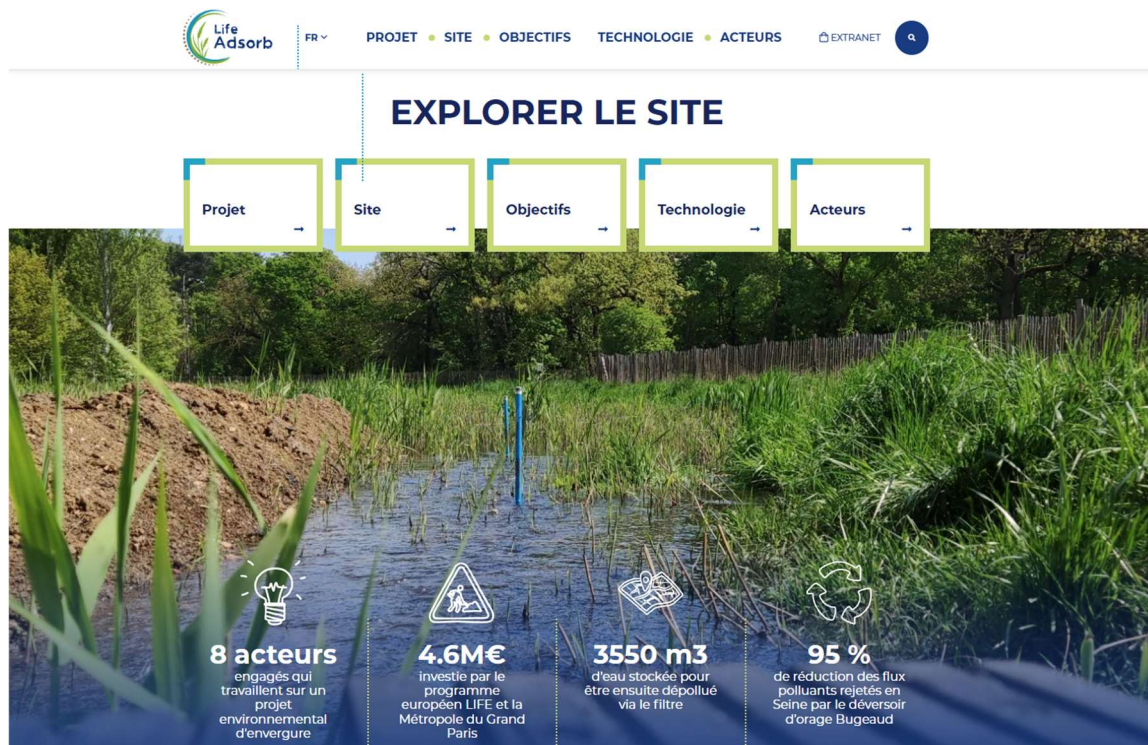 Life
Adsorb
FR
PROJET SITE OBJECTIFS TECHNOLOGIE ACTEURS
EXTRANET
EXPLORER LE SITE
Projet
Site
Objectifs
Technologie
Acteurs
8 acteurs
engagés qui
travaillent sur un
projet
environnemental
d'envergure
4.6M€
investie par le
programme
européen LIFE et la
Métropole du Grand
Paris
3550 m3
d'eau stockée pour
être ensuite dépollué
via le filtre
95 %
de réduction des flux
polluants rejetés en
Seine par le déversoir
d'orage Bugeaud